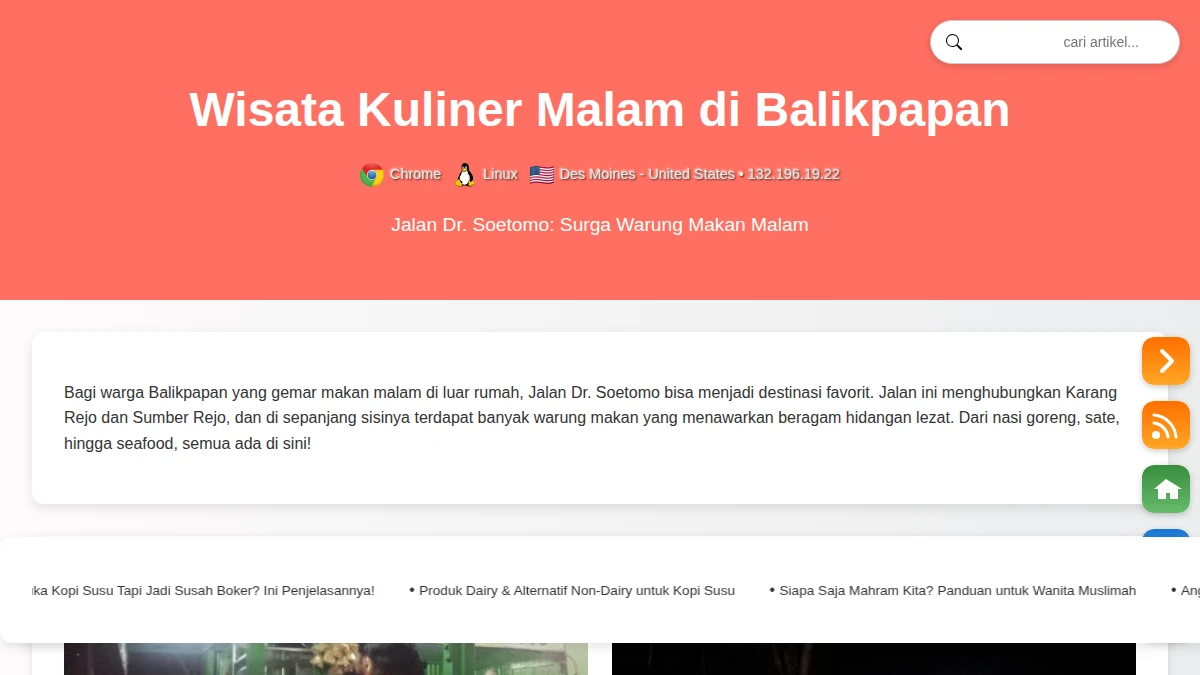 cari artikel...
Wisata Kuliner Malam di Balikpapan
Chrome Linux Des Moines - United States • 132.196.19.22
Jalan Dr. Soetomo: Surga Warung Makan Malam
Bagi warga Balikpapan yang gemar makan malam di luar rumah, Jalan Dr. Soetomo bisa menjadi destinasi favorit. Jalan ini menghubungkan Karang
Rejo dan Sumber Rejo, dan di sepanjang sisinya terdapat banyak warung makan yang menawarkan beragam hidangan lezat. Dari nasi goreng, sate,
hingga seafood, semua ada di sini!
Kopi Susu Tapi Jadi Susah Boker? Ini Penjelasannya! • Produk Dairy & Alternatif Non-Dairy untuk Kopi Susu • Siapa Saja Mahram Kita? Panduan untuk Wanita Muslimah •